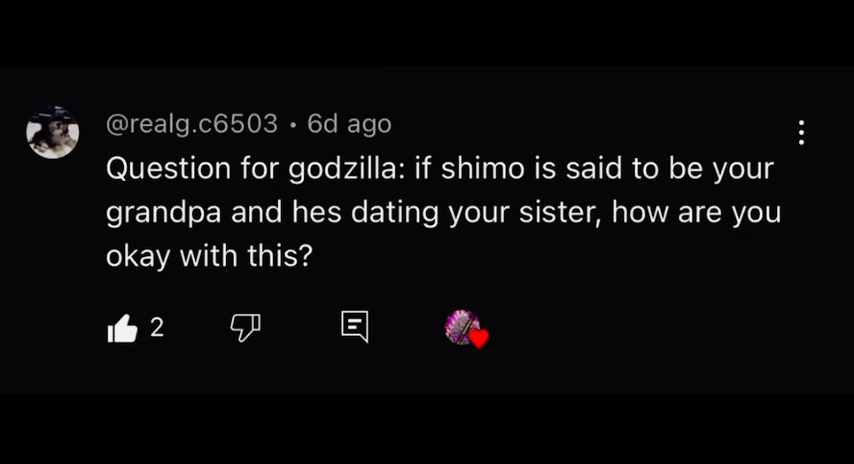 @realg.c6503 • 6d ago
Question for godzilla: if shimo is said to be your
grandpa and hes dating your sister, how are you
okay with this?
2